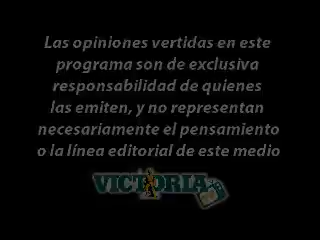 Las opiniones vertidas en este
programa son de exclusiva
responsabilidad de quienes
las emiten, y no representan
necesariamente el pensamiento
o la línea editorial de este medio
VICTORIA